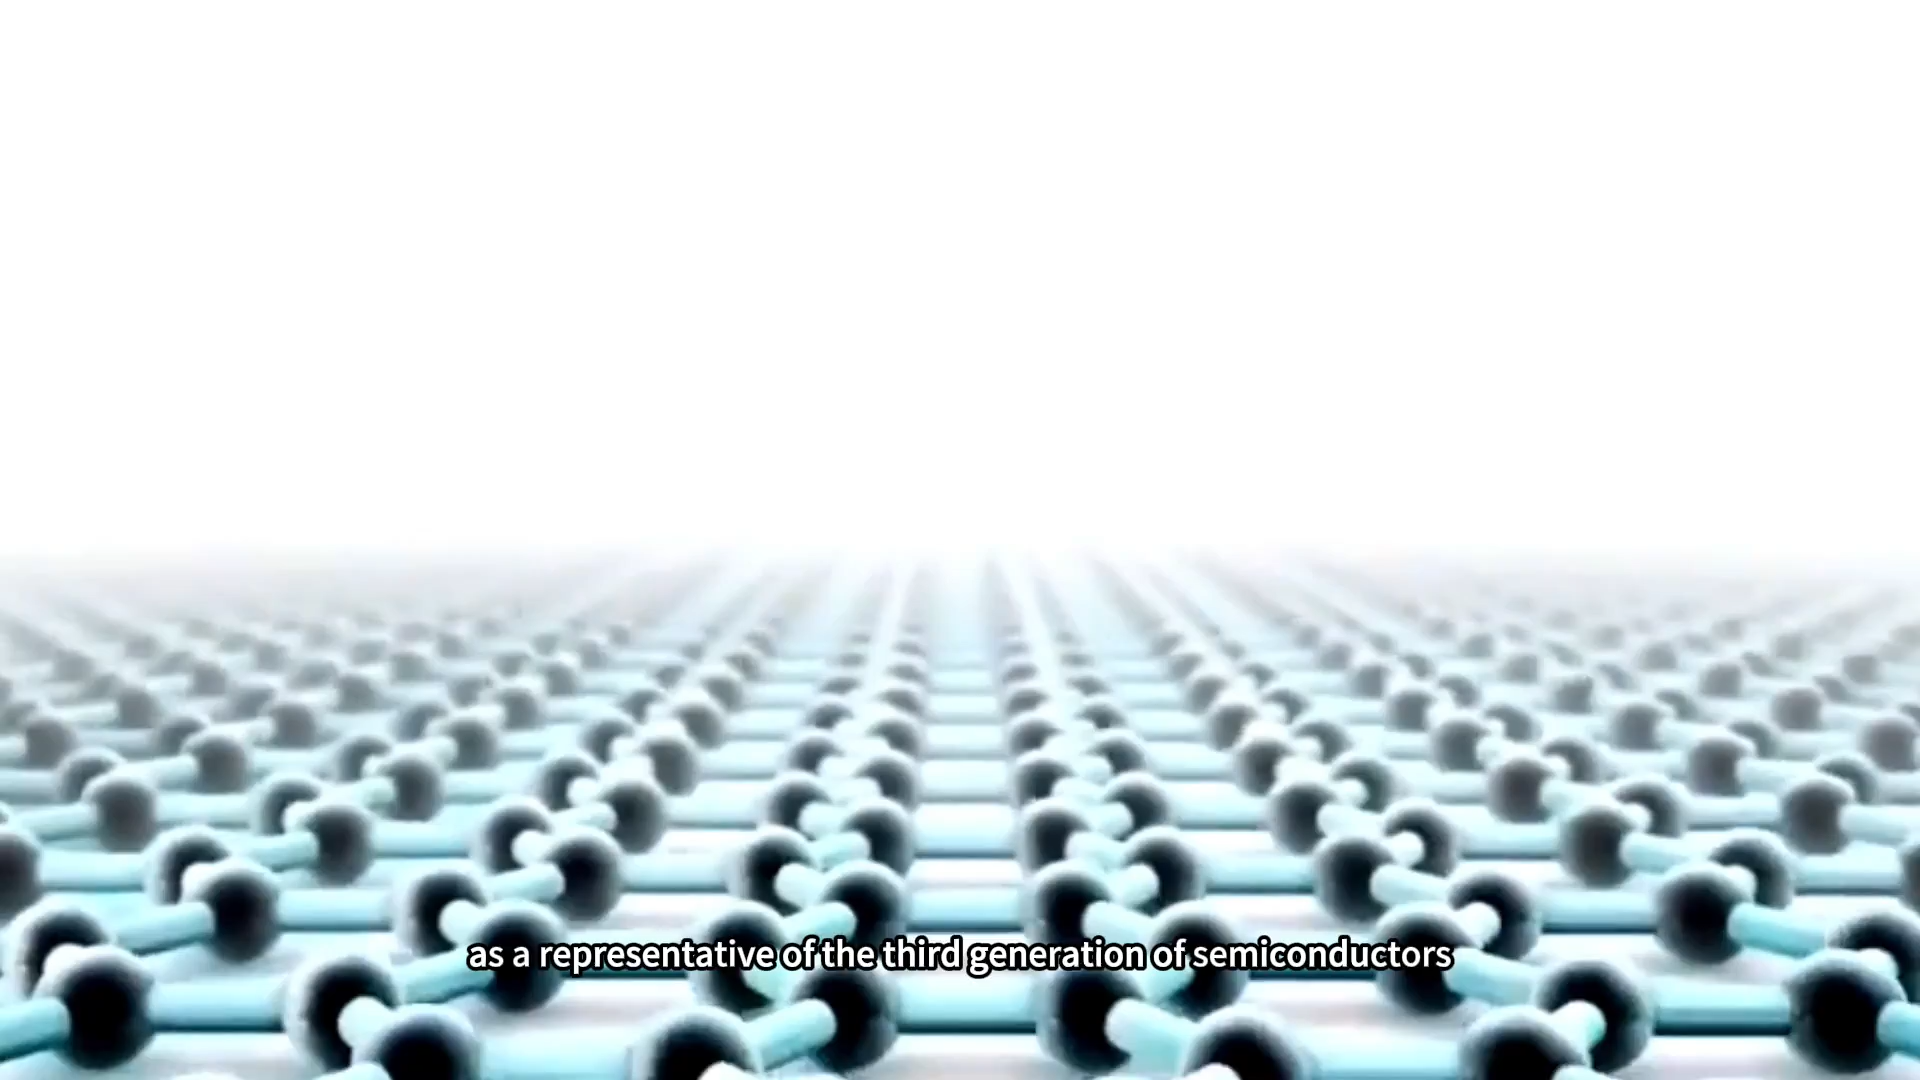 as a representative of the third generation of semiconductors